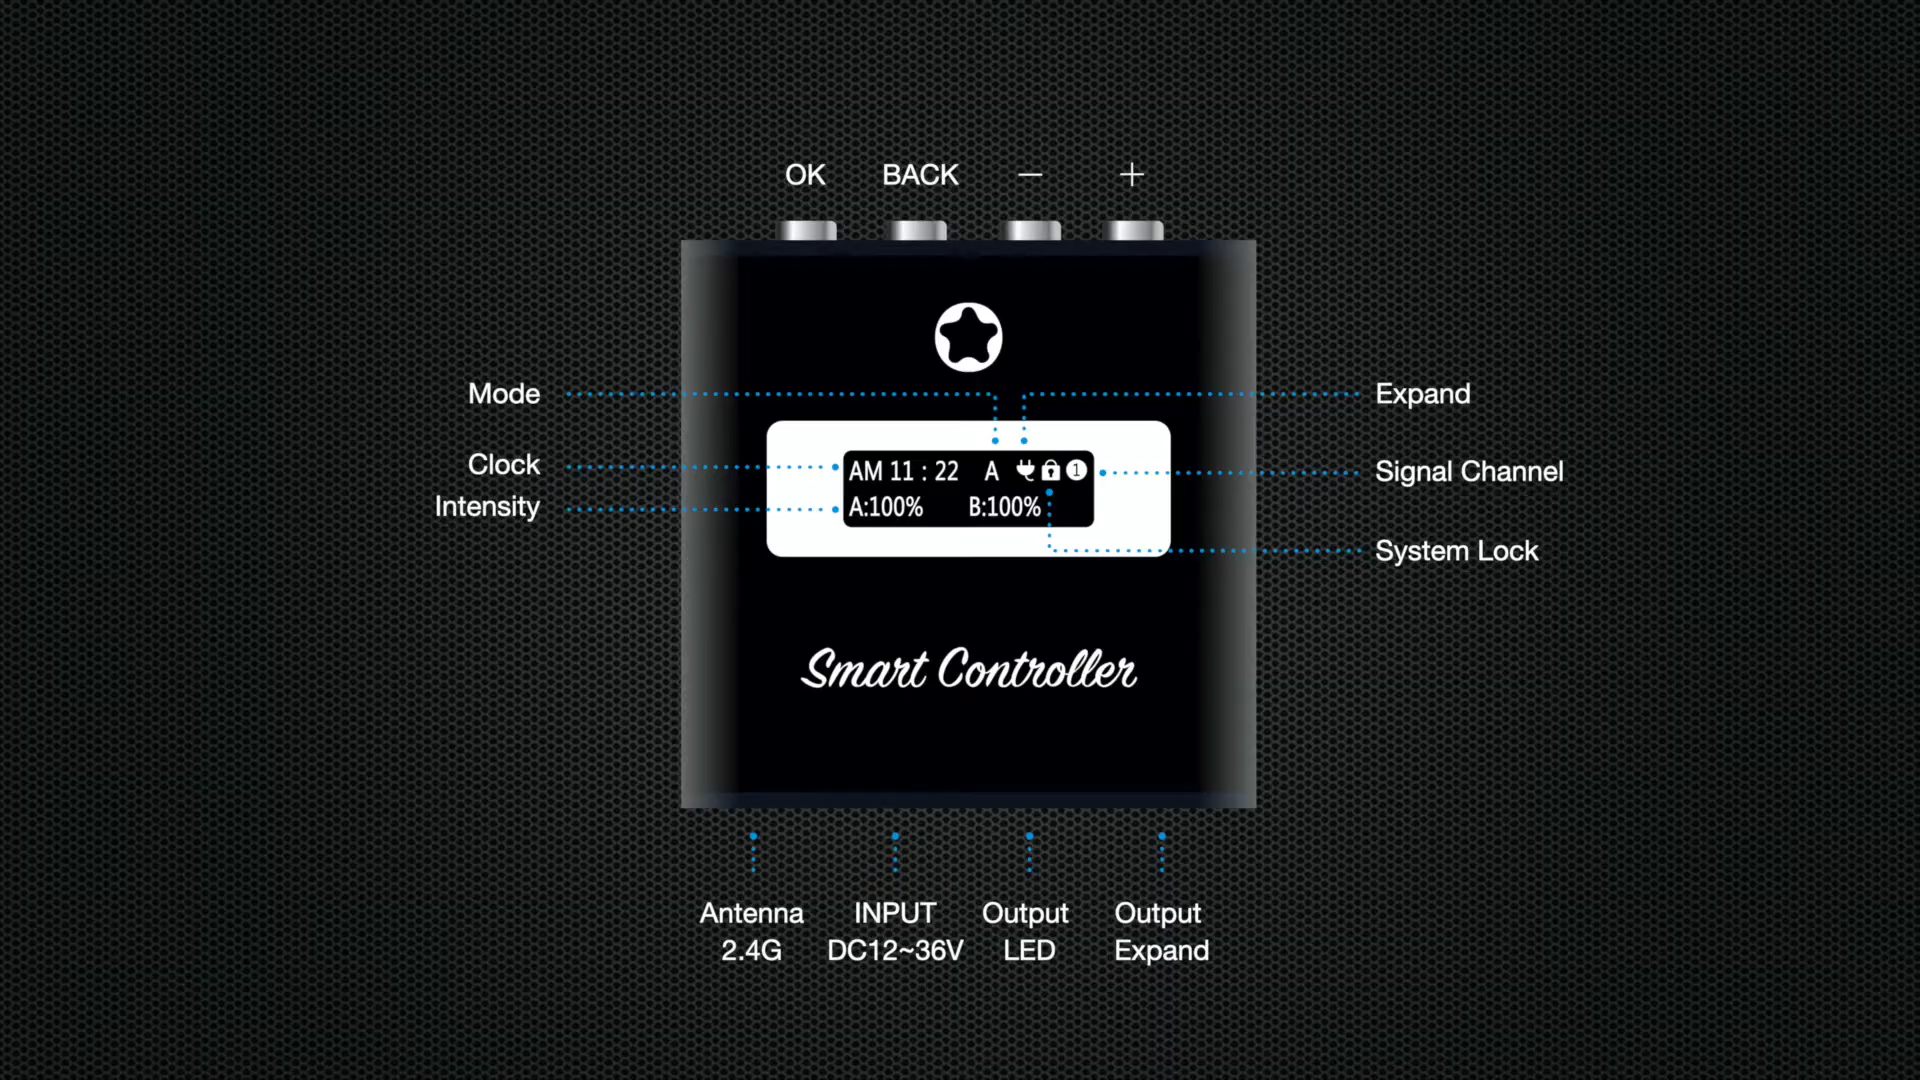 OK BACK − +
Mode
Expand
Clock
AM 11 : 22 A 1
Signal Channel
Intensity
A:100% B:100%
System Lock
Smart Controller
Antenna
2.4G
INPUT
DC12~36V
Output
LED
Output
Expand